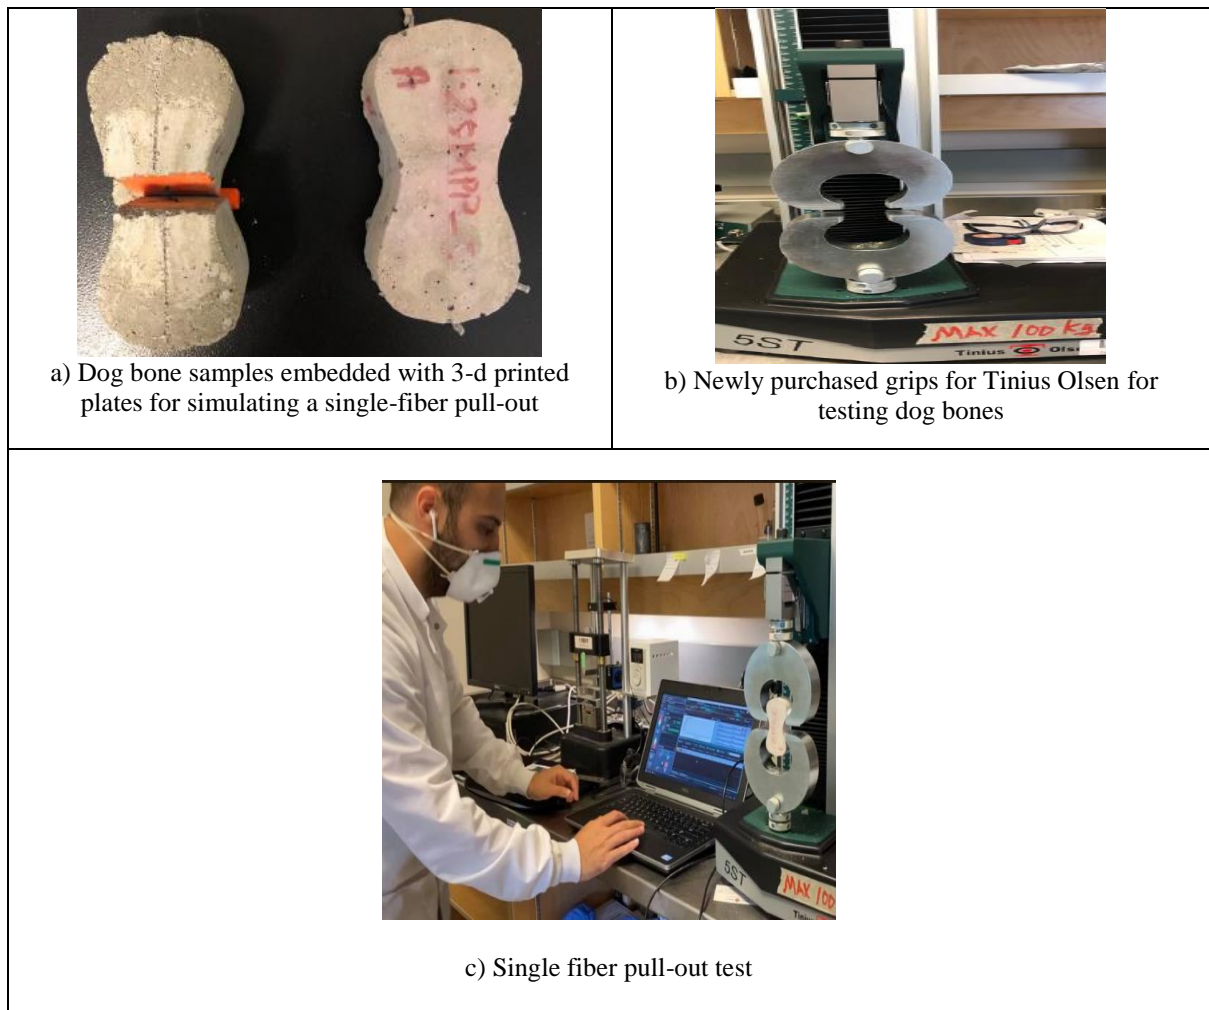 A
5ST
MAX 100 Kg
Tinius Olsen
a) Dog bone samples embedded with 3-d printed
plates for simulating a single-fiber pull-out
b) Newly purchased grips for Tinius Olsen for
testing dog bones
5ST
MAX 100
Tinius
c) Single fiber pull-out test